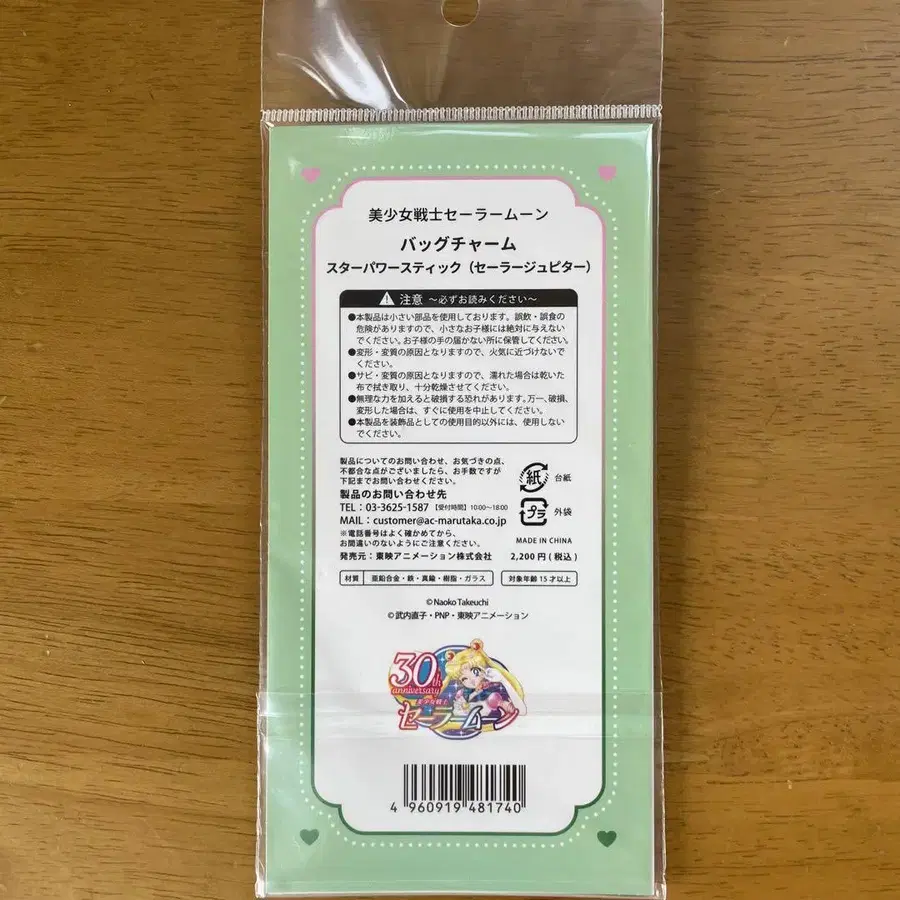 美少女戦士セーラームーン
バッグチャーム
スターパワースティック（セーラージュピター）
注意 ～必ずお読みください～
●本製品は小さい部品を使用しております。誤飲・誤食の
危険がありますので、小さなお子様には絶対に与えない
でください。お子様の手の届かない所に保管してください。
●変形・変質の原因となりますので、火気に近づけないで
ください。
●サビ・変質の原因となりますので、濡れた場合は乾いた
布で拭き取り、十分乾燥させてください。
●無理な力を加えると破損する恐れがあります。万一、破損、
変形した場合は、すぐに使用を中止してください。
●本製品を装飾品としての使用目的以外には、使用しない
でください。
製品についてのお問い合わせ、お気づきの点、
不都合な点がございましたら、お手数ですが
下記までお問い合わせください。
製品のお問い合わせ先
TEL：03-3625-1587 【受付時間】10:00～18:00
MAIL：customer@ac-marutaka.co.jp
※電話番号はよく確かめてから、
お間違いのないようにご注意ください。
発売元：東映アニメーション株式会社
紙 台紙
プラ 外袋
MADE IN CHINA
2,200円(税込)
材質 亜鉛合金・鉄・真鍮・樹脂・ガラス
対象年齢15才以上
©Naoko Takeuchi
©武内直子・PNP・東映アニメーション
30th
anniversary
美少女戦士
セーラームーン
4 960919 481740